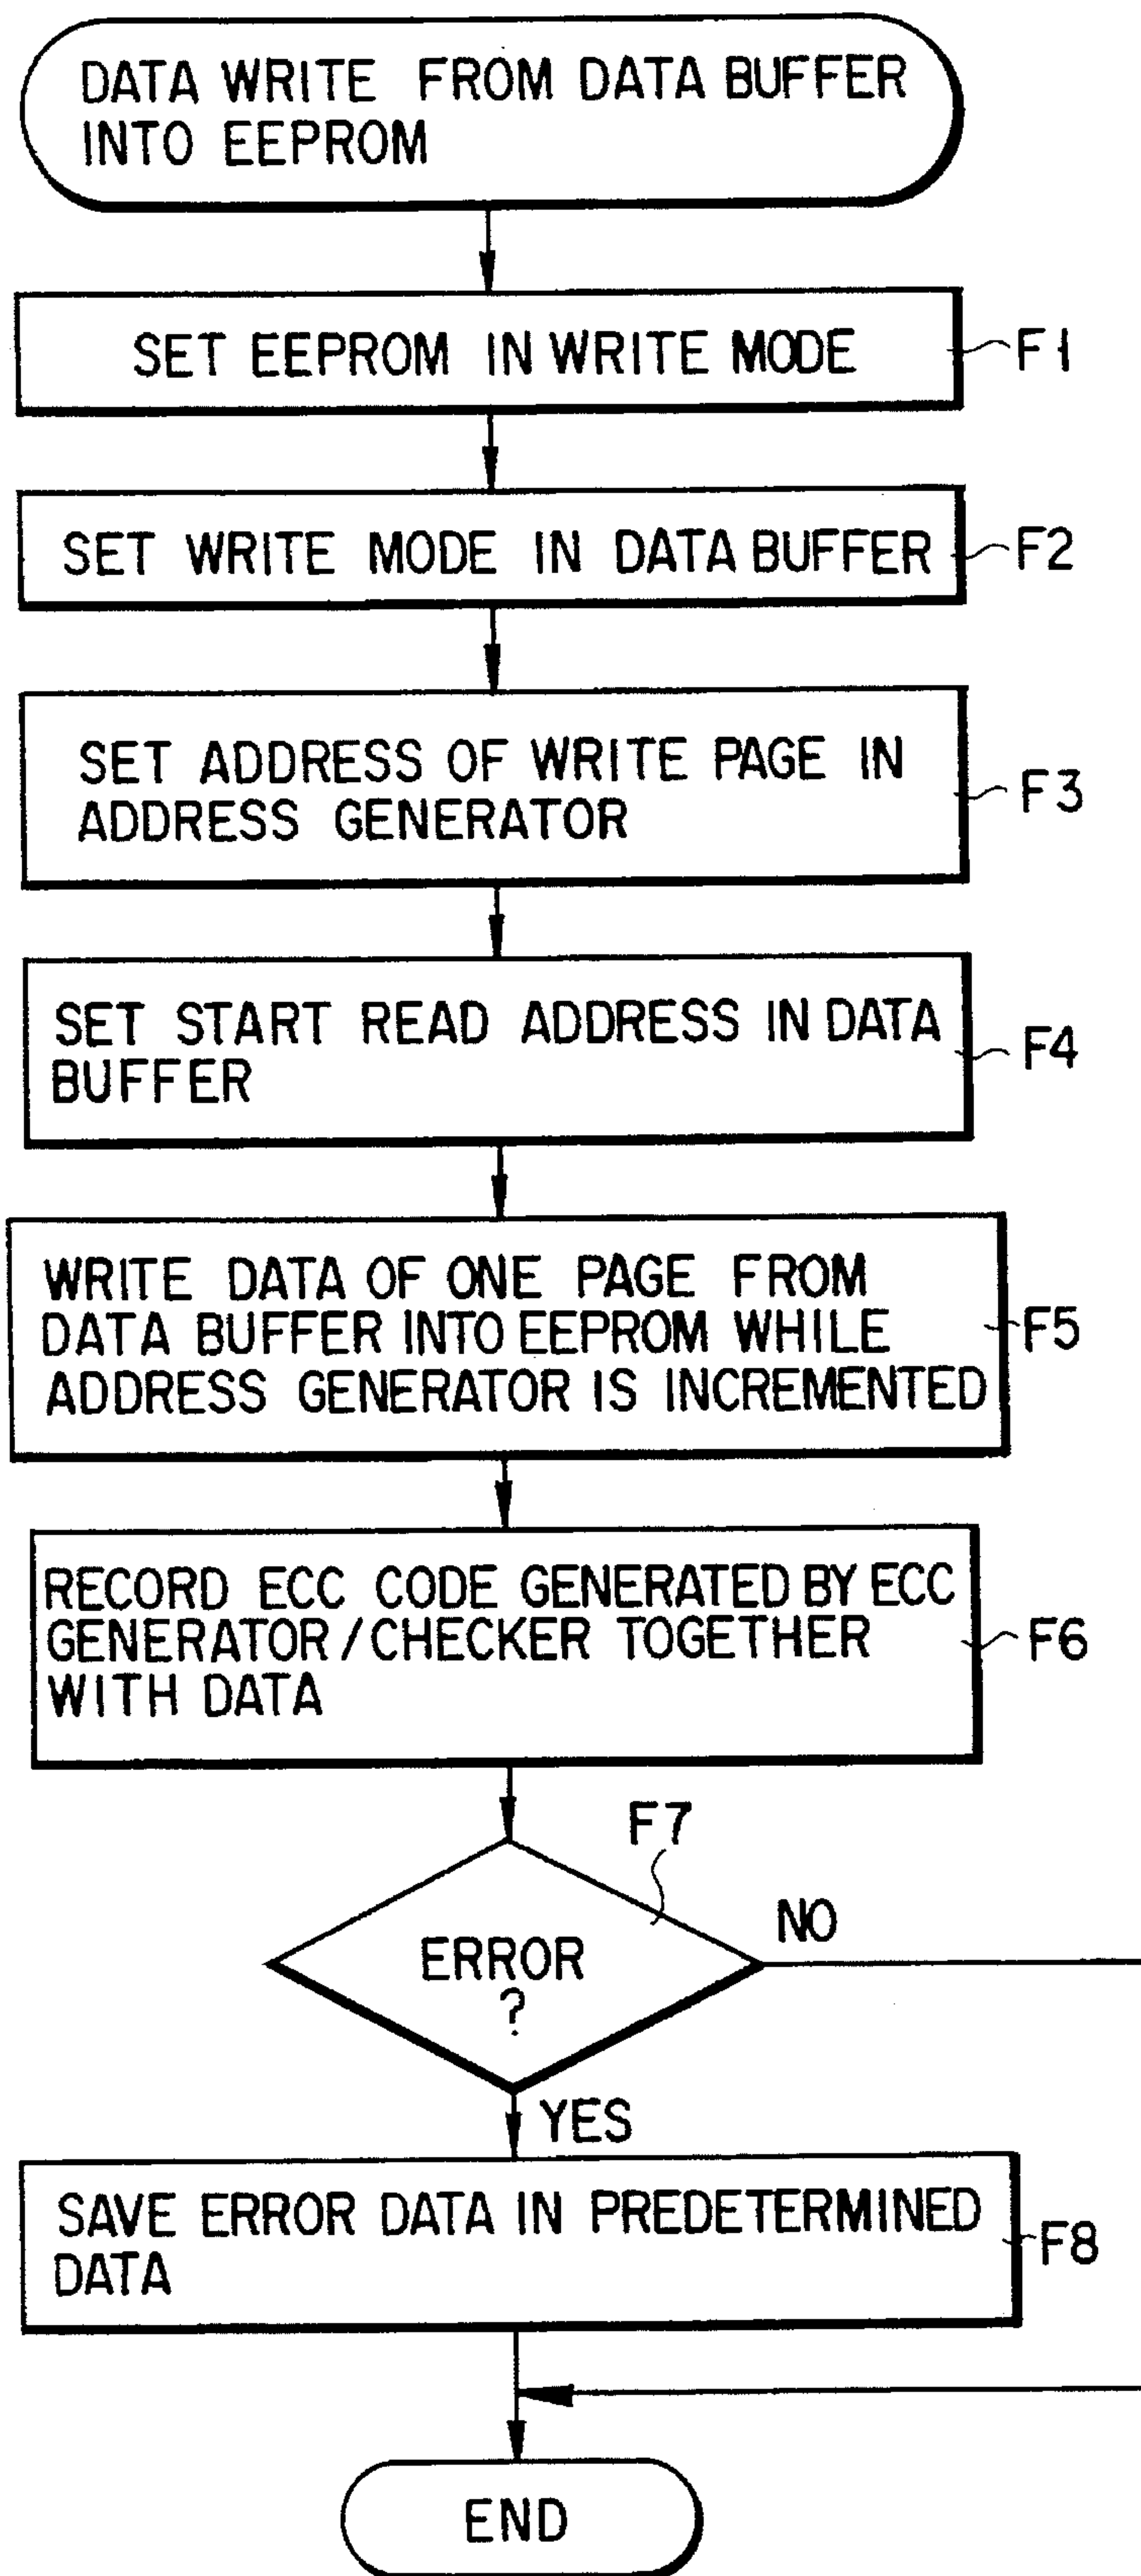 DATA WRITE FROM DATA BUFFER
INTO EEPROM
SET EEPROM IN WRITE MODE
F1
SET WRITE MODE IN DATA BUFFER
F2
SET ADDRESS OF WRITE PAGE IN
ADDRESS GENERATOR
F3
SET START READ ADDRESS IN DATA
BUFFER
F4
WRITE DATA OF ONE PAGE FROM
DATA BUFFER INTO EEPROM WHILE
ADDRESS GENERATOR IS INCREMENTED
F5
RECORD ECC CODE GENERATED BY ECC
GENERATOR/CHECKER TOGETHER
WITH DATA
F6
F7
ERROR
?
NO
YES
SAVE ERROR DATA IN PREDETERMINED
DATA
F8
END